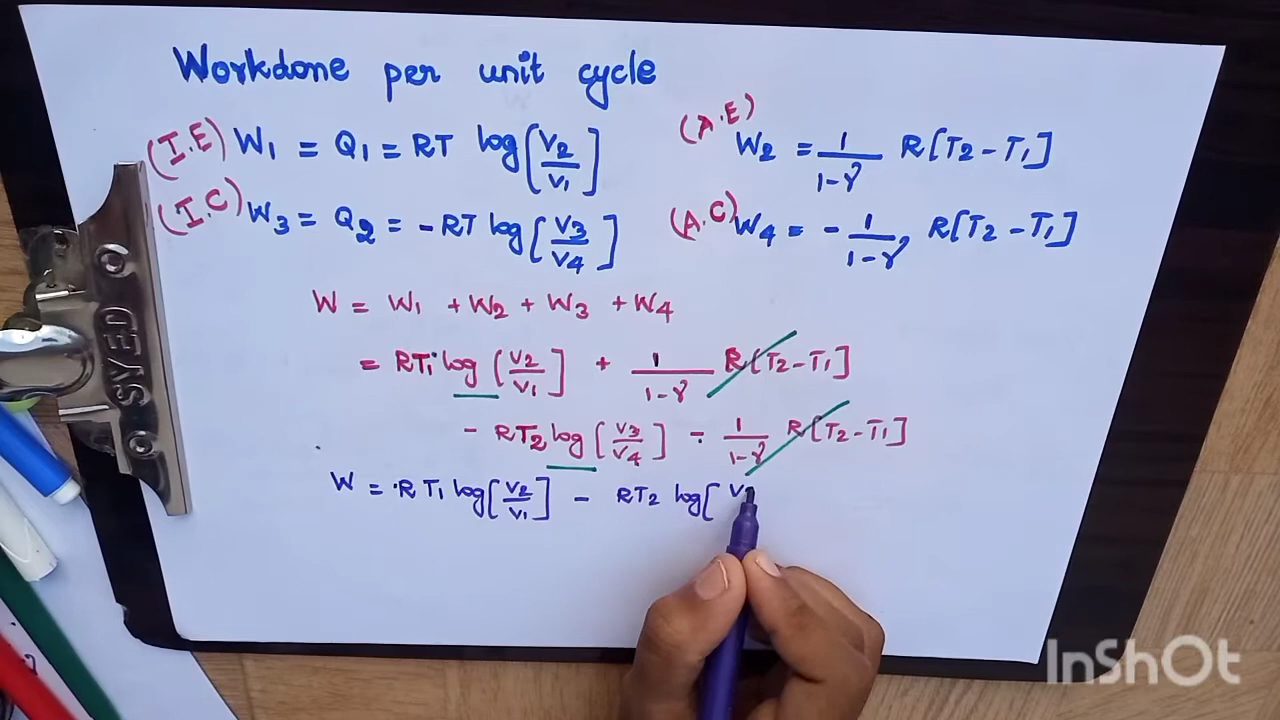 Workdone per unit cycle
(I.E) W₁ = Q₁ = RT log[V₂/V₁]
(A.E) W₂ = 1/1-γ R[T₂-T₁]
(I.C) W₃ = Q₂ = -RT log[V₃/V₄]
(A.C) W₄ = - 1/1-γ R[T₂-T₁]
W = W₁ + W₂ + W₃ + W₄
= RT₁ log[V₂/V₁] + 1/1-γ R[T₂-T₁]
- RT₂ log[V₃/V₄] - 1/1-γ R[T₂-T₁]
W = RT₁ log[V₂/V₁] - RT₂ log[V
SYED
InShOt